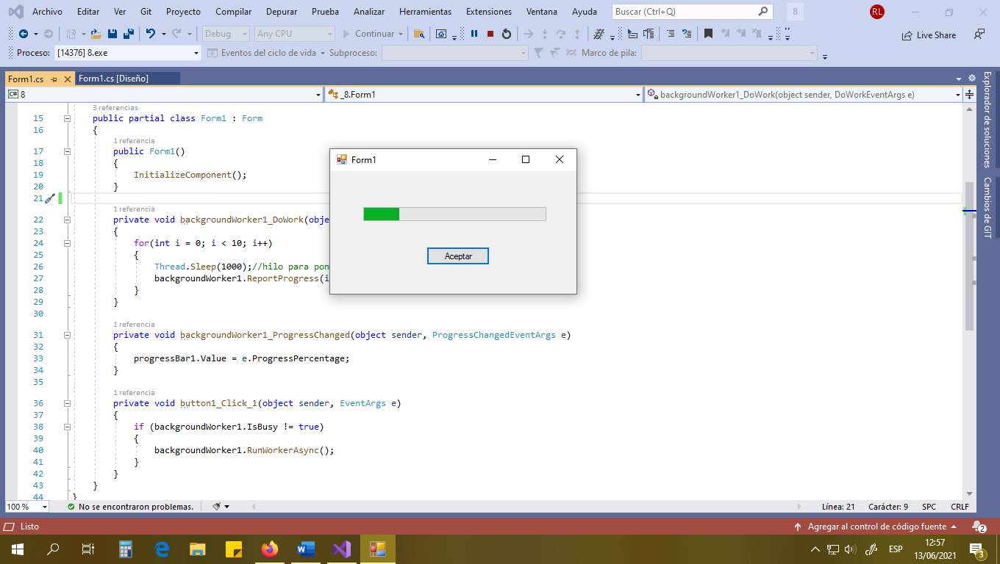 Archivo Editar Ver Git Proyecto Compilar Depurar Prueba Analizar Herramientas Extensiones Ventana Ayuda Buscar (Ctrl+Q) 8 RL
Debug Any CPU Continuar Live Share
Proceso: [14376] 8.exe Eventos del ciclo de vida Subproceso: Marco de pila:
Form1.cs Form1.cs [Diseño]
C# 8 _8.Form1 backgroundWorker1_DoWork(object sender, DoWorkEventArgs e)
3 referencias
15 public partial class Form1 : Form
16 {
1 referencia
17 public Form1()
18 {
19 InitializeComponent();
20 }
21
1 referencia
22 private void backgroundWorker1_DoWork(obje
23 {
24 for(int i = 0; i < 10; i++)
25 {
26 Thread.Sleep(1000);//hilo para pon
27 backgroundWorker1.ReportProgress(i
28 }
29 }
30
1 referencia
31 private void backgroundWorker1_ProgressChanged(object sender, ProgressChangedEventArgs e)
32 {
33 progressBar1.Value = e.ProgressPercentage;
34 }
35
1 referencia
36 private void button1_Click_1(object sender, EventArgs e)
37 {
38 if (backgroundWorker1.IsBusy != true)
39 {
40 backgroundWorker1.RunWorkerAsync();
41 }
42 }
43 }
44 }
Form1
Aceptar
Explorador de soluciones
Cambios de GIT
100 % No se encontraron problemas. Línea: 21 Carácter: 9 SPC CRLF
Listo Agregar al control de código fuente 2
ESP 12:57
13/06/2021 3